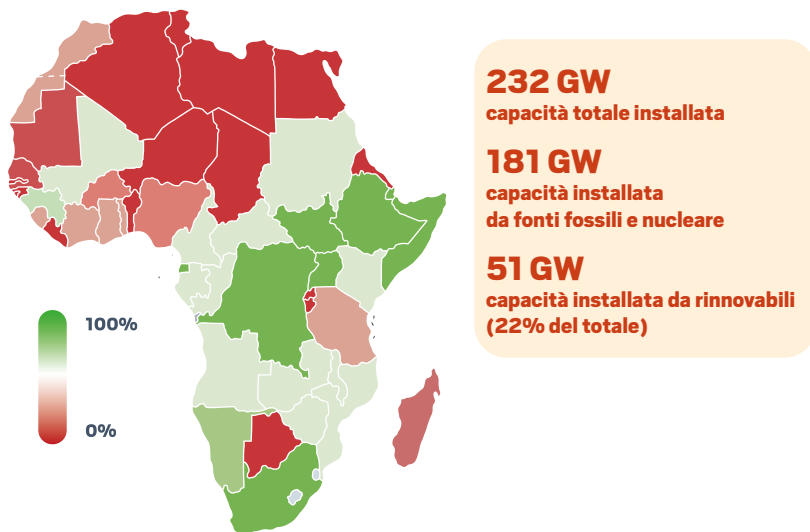 232 GW
capacità totale installata
181 GW
capacità installata
da fonti fossili e nucleare
51 GW
capacità installata da rinnovabili
(22% del totale)
100%
0%